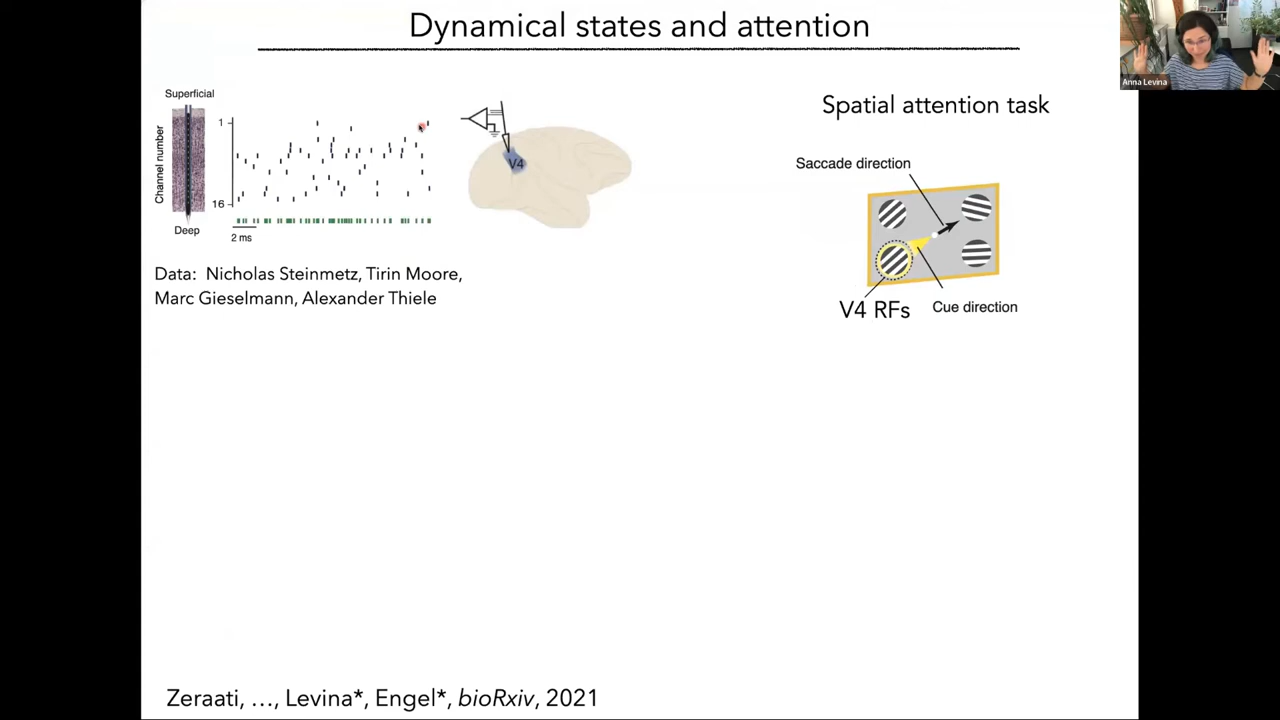 Dynamical states and attention
Anna Levina
Superficial
Channel number
1
16
Deep
2 ms
V4
Spatial attention task
Saccade direction
V4 RFs
Cue direction
Data: Nicholas Steinmetz, Tirin Moore,
Marc Gieselmann, Alexander Thiele
Zeraati, ..., Levina*, Engel*, bioRxiv, 2021